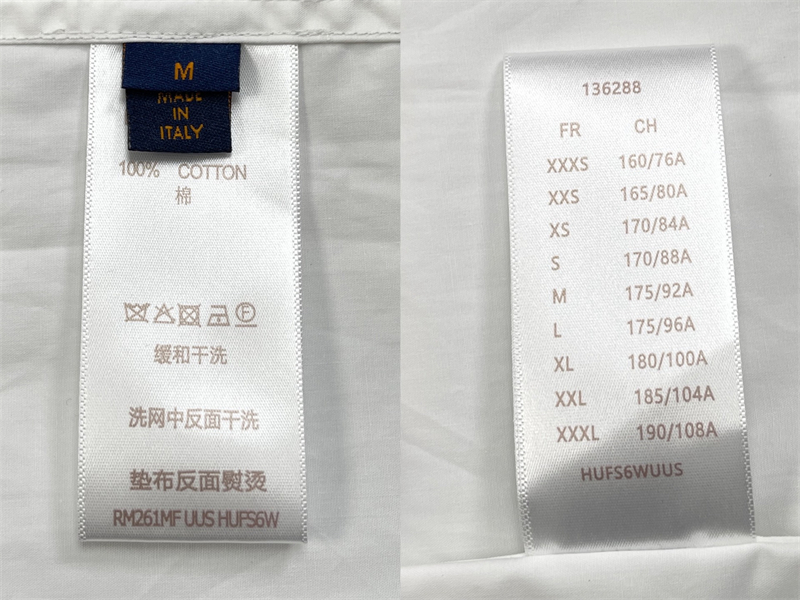 M
MADE
IN
ITALY
100% COTTON
棉
缓和干洗
洗网中反面干洗
垫布反面熨烫
RM261MF UUS HUFS6W
136288
FR CH
XXXS 160/76A
XXS 165/80A
XS 170/84A
S 170/88A
M 175/92A
L 175/96A
XL 180/100A
XXL 185/104A
XXXL 190/108A
HUFS6WUUS